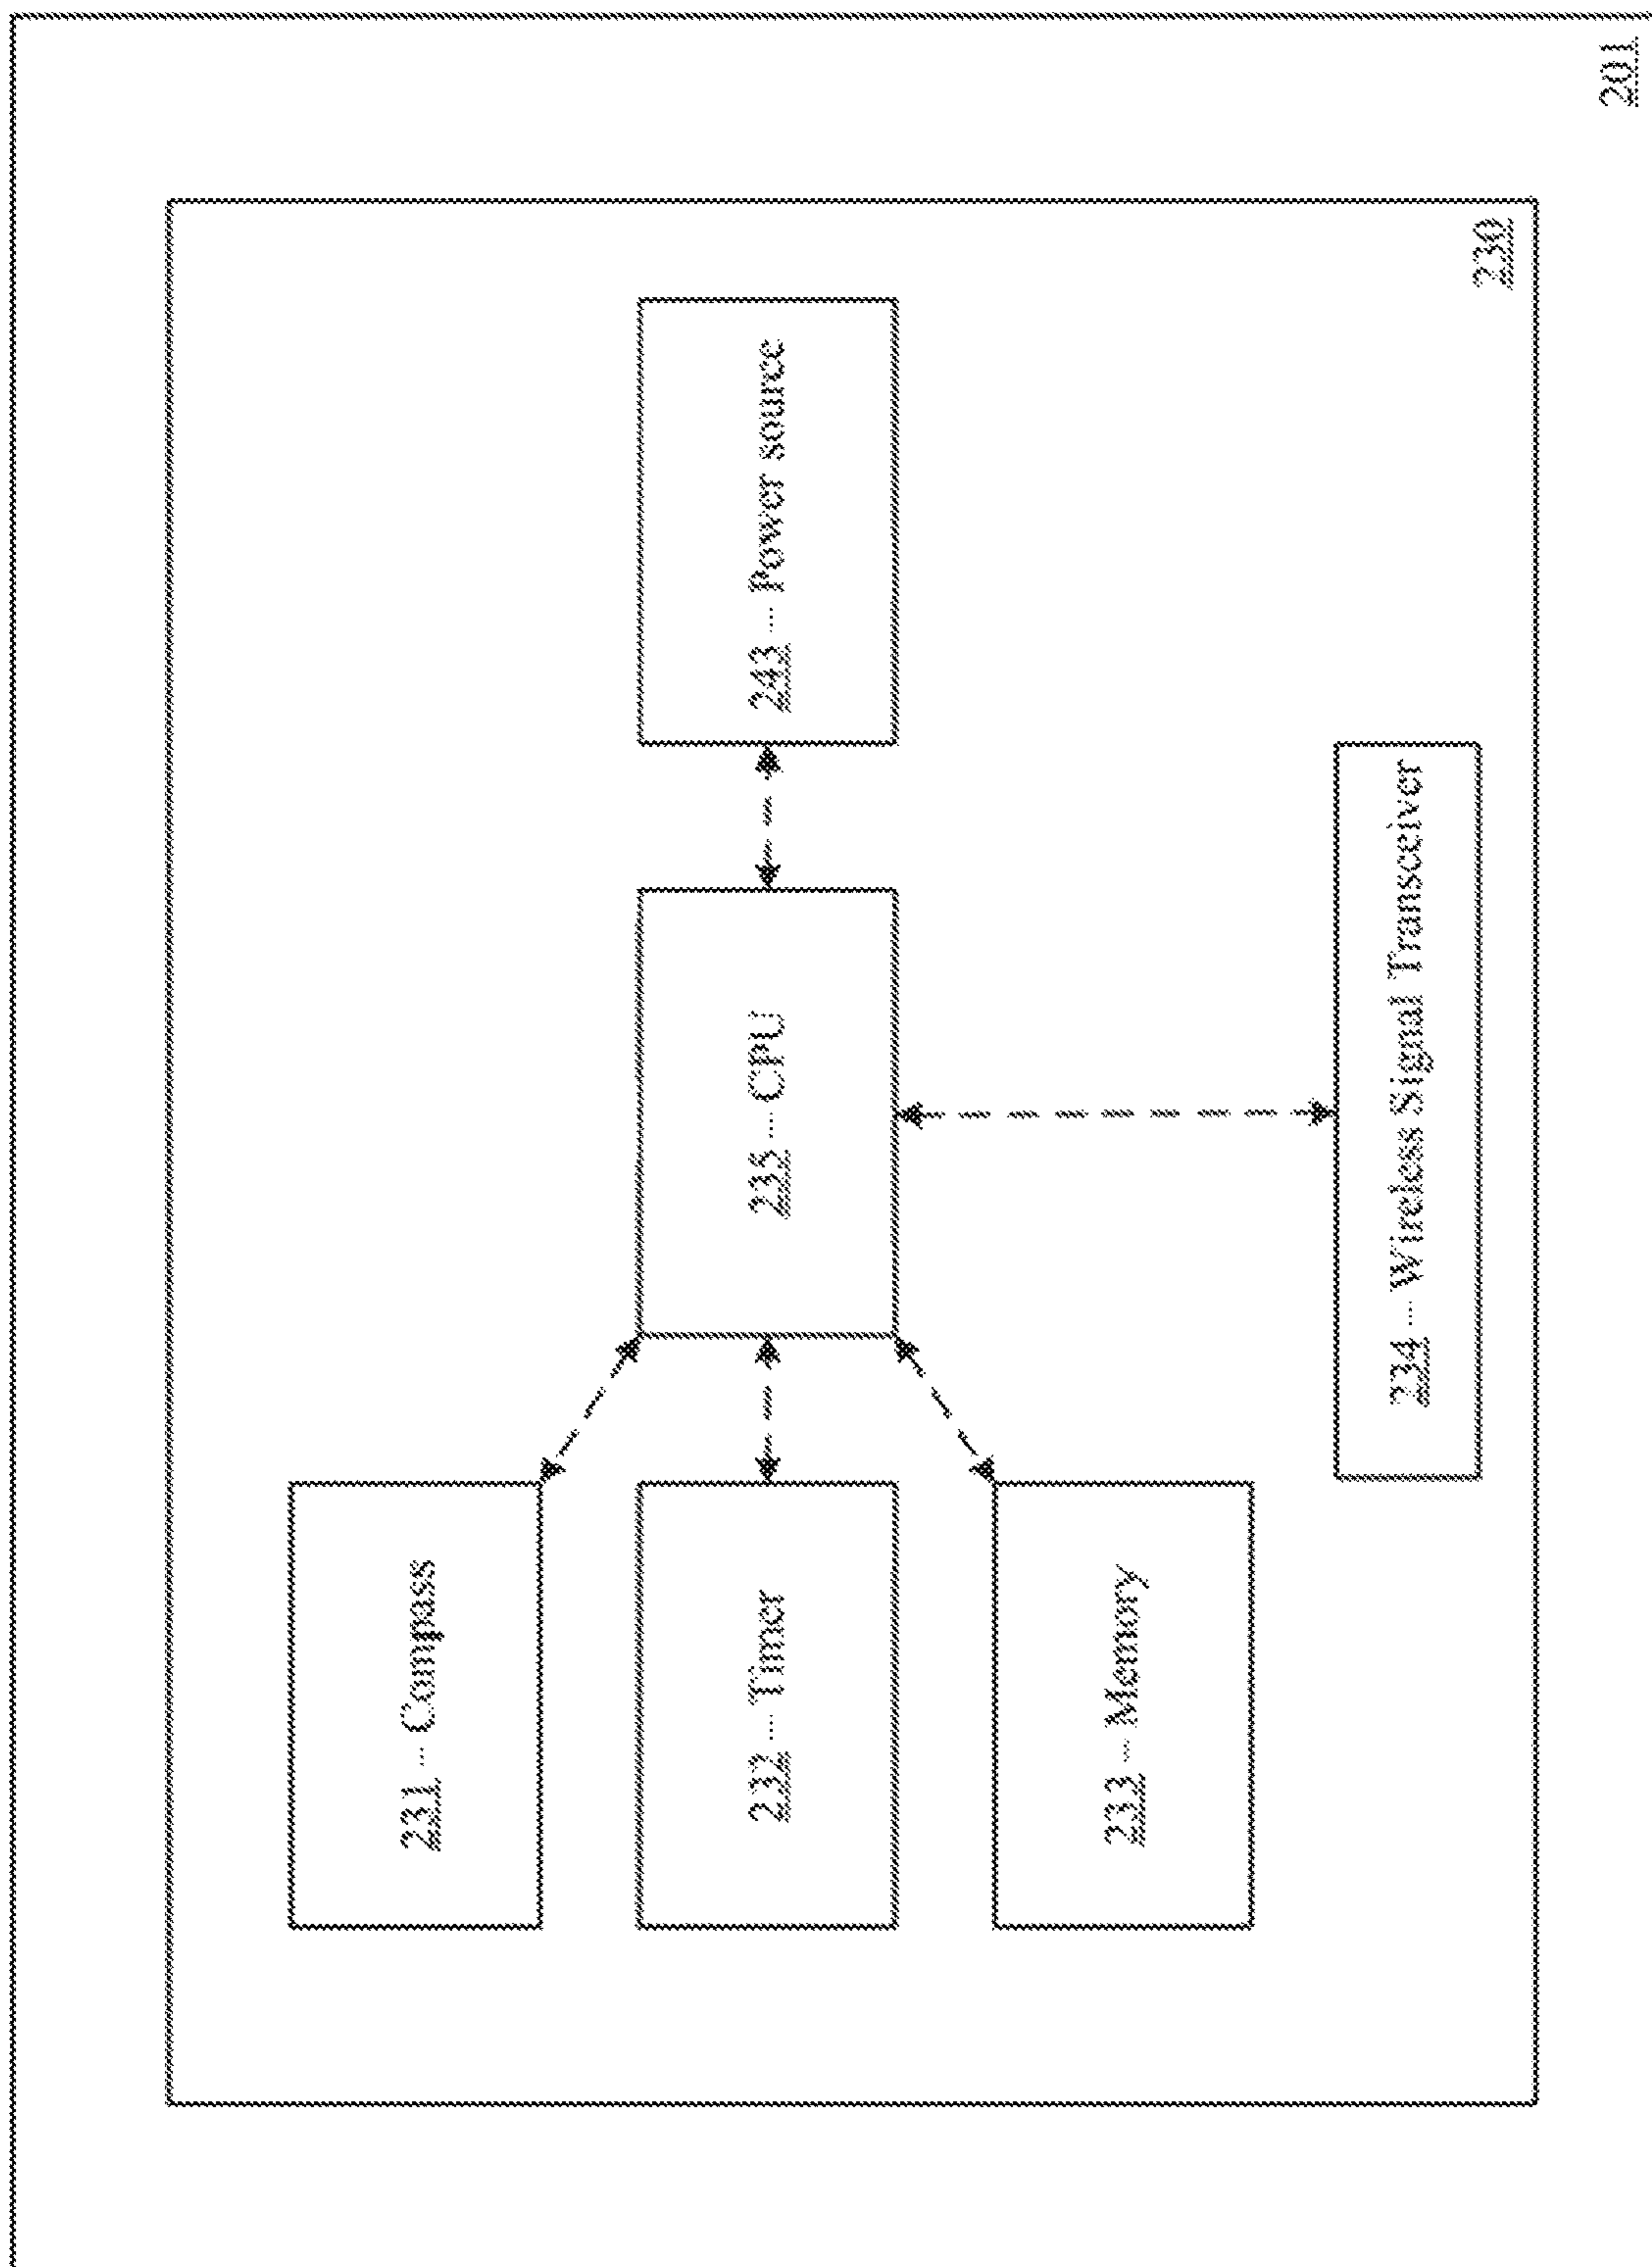 231 -- Compass
232 -- Timer
233 -- Memory
235 -- CPU
243 -- Power source
234 -- Wireless Signal Transceiver
230
201